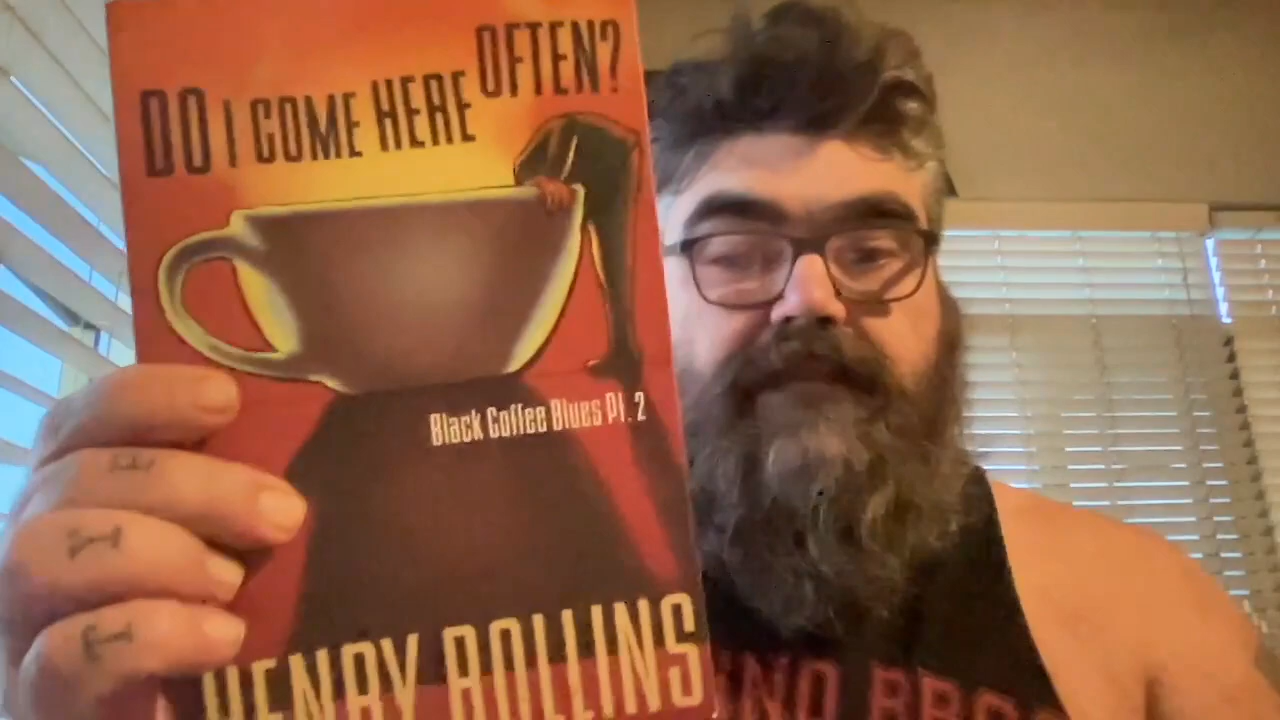 DO I COME HERE OFTEN?
Black Coffee Blues Pt. 2
HENRY ROLLINS
E
Y
T